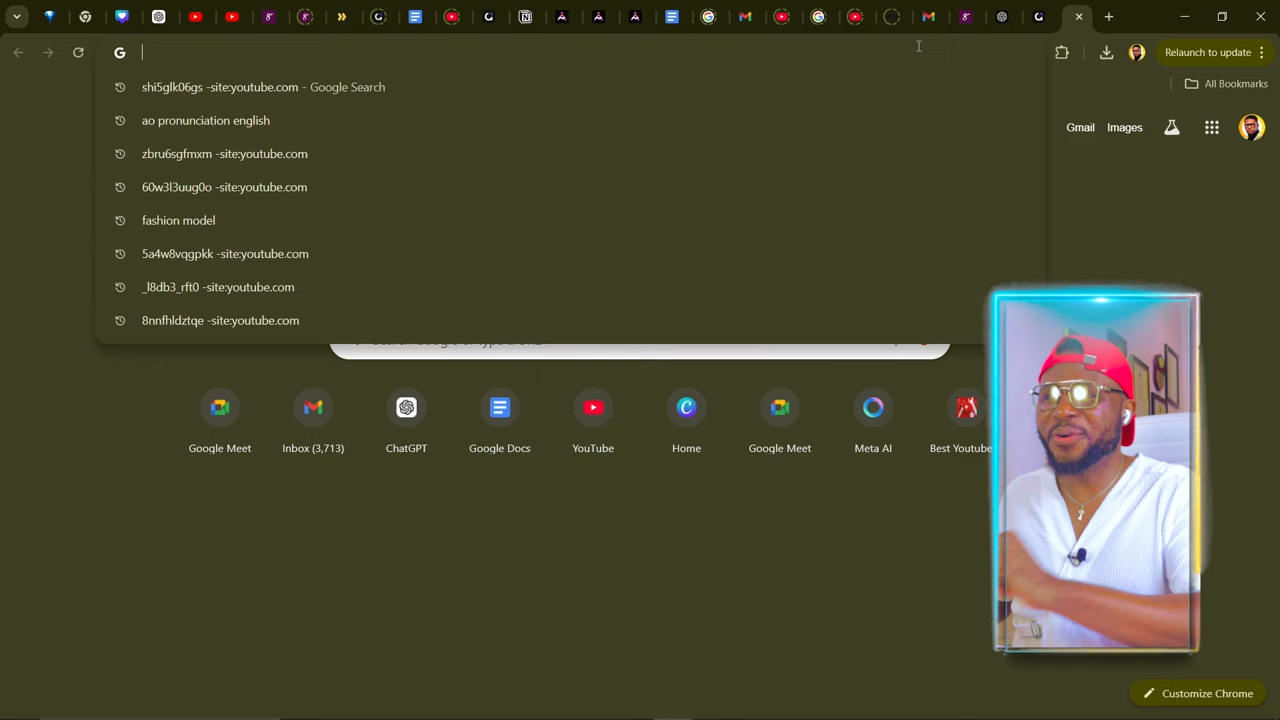 Relaunch to update
shi5glk06gs -site:youtube.com - Google Search
All Bookmarks
ao pronunciation english
Gmail
Images
zbru6sgfmxm -site:youtube.com
60w3l3uug0o -site:youtube.com
fashion model
5a4w8vqgpkk -site:youtube.com
_l8db3_rft0 -site:youtube.com
8nnfhldztqe -site:youtube.com
Google Meet
Inbox (3,713)
ChatGPT
Google Docs
YouTube
Home
Google Meet
Meta AI
Best Youtube
Customize Chrome